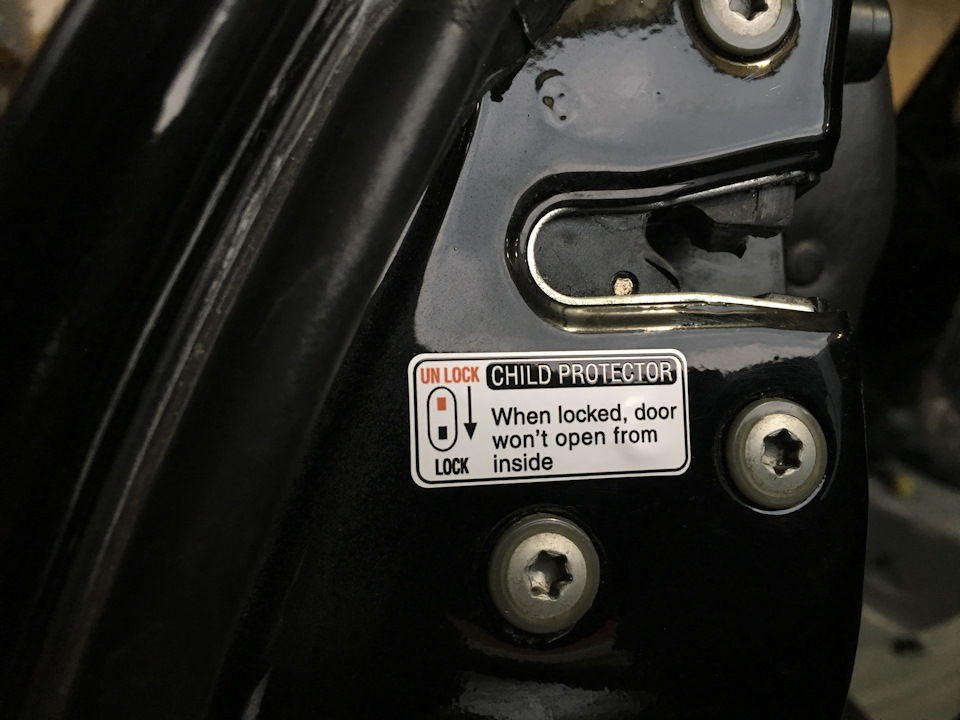 UN LOCK CHILD PROTECTOR
When locked, door
won't open from
LOCK inside